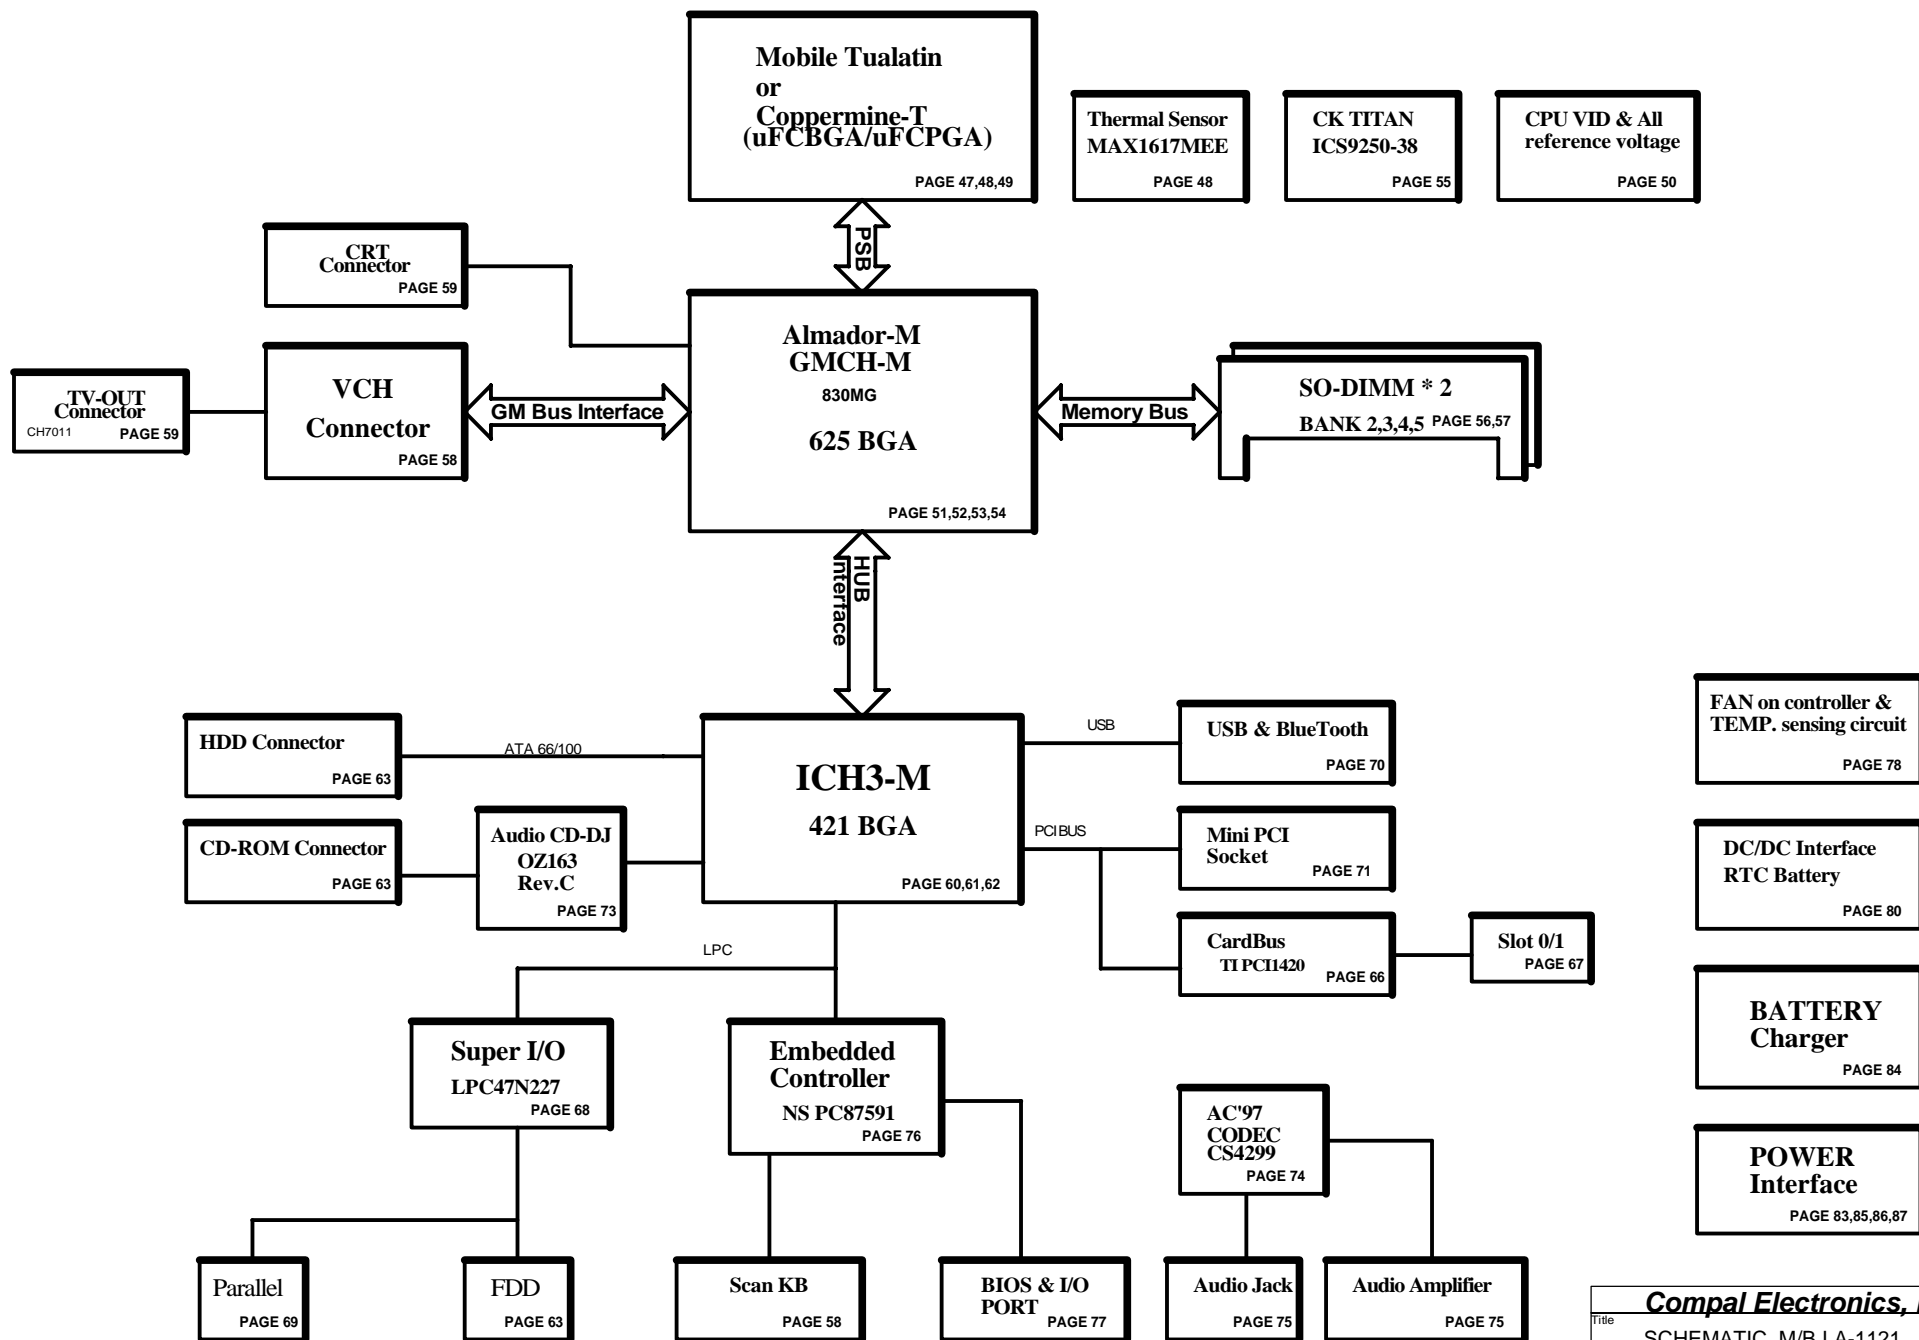 Mobile Tualatin
or
Coppermine-T
(uFCBGA/uFCPGA)
PAGE 47,48,49
Thermal Sensor
MAX1617MEE
PAGE 48
CK TITAN
ICS9250-38
PAGE 55
CPU VID & All
reference voltage
PAGE 50
PSB
CRT
Connector
PAGE 59
Almador-M
GMCH-M
830MG
625 BGA
PAGE 51,52,53,54
TV-OUT
Connector
CH7011 PAGE 59
VCH
Connector
PAGE 58
GM Bus Interface
Memory Bus
SO-DIMM * 2
BANK 2,3,4,5 PAGE 56,57
HUB
Interface
HDD Connector
PAGE 63
ATA 66/100
ICH3-M
421 BGA
PAGE 60,61,62
USB
USB & BlueTooth
PAGE 70
FAN on controller &
TEMP. sensing circuit
PAGE 78
CD-ROM Connector
PAGE 63
Audio CD-DJ
OZ163
Rev.C
PAGE 73
PCI BUS
Mini PCI
Socket
PAGE 71
DC/DC Interface
RTC Battery
PAGE 80
LPC
CardBus
TI PCI1420
PAGE 66
Slot 0/1
PAGE 67
BATTERY
Charger
PAGE 84
Super I/O
LPC47N227
PAGE 68
Embedded
Controller
NS PC87591
PAGE 76
AC'97
CODEC
CS4299
PAGE 74
POWER
Interface
PAGE 83,85,86,87
Parallel
PAGE 69
FDD
PAGE 63
Scan KB
PAGE 58
BIOS & I/O
PORT
PAGE 77
Audio Jack
PAGE 75
Audio Amplifier
PAGE 75
Compal Electronics,
Title
SCHEMATIC, M/B LA-1121